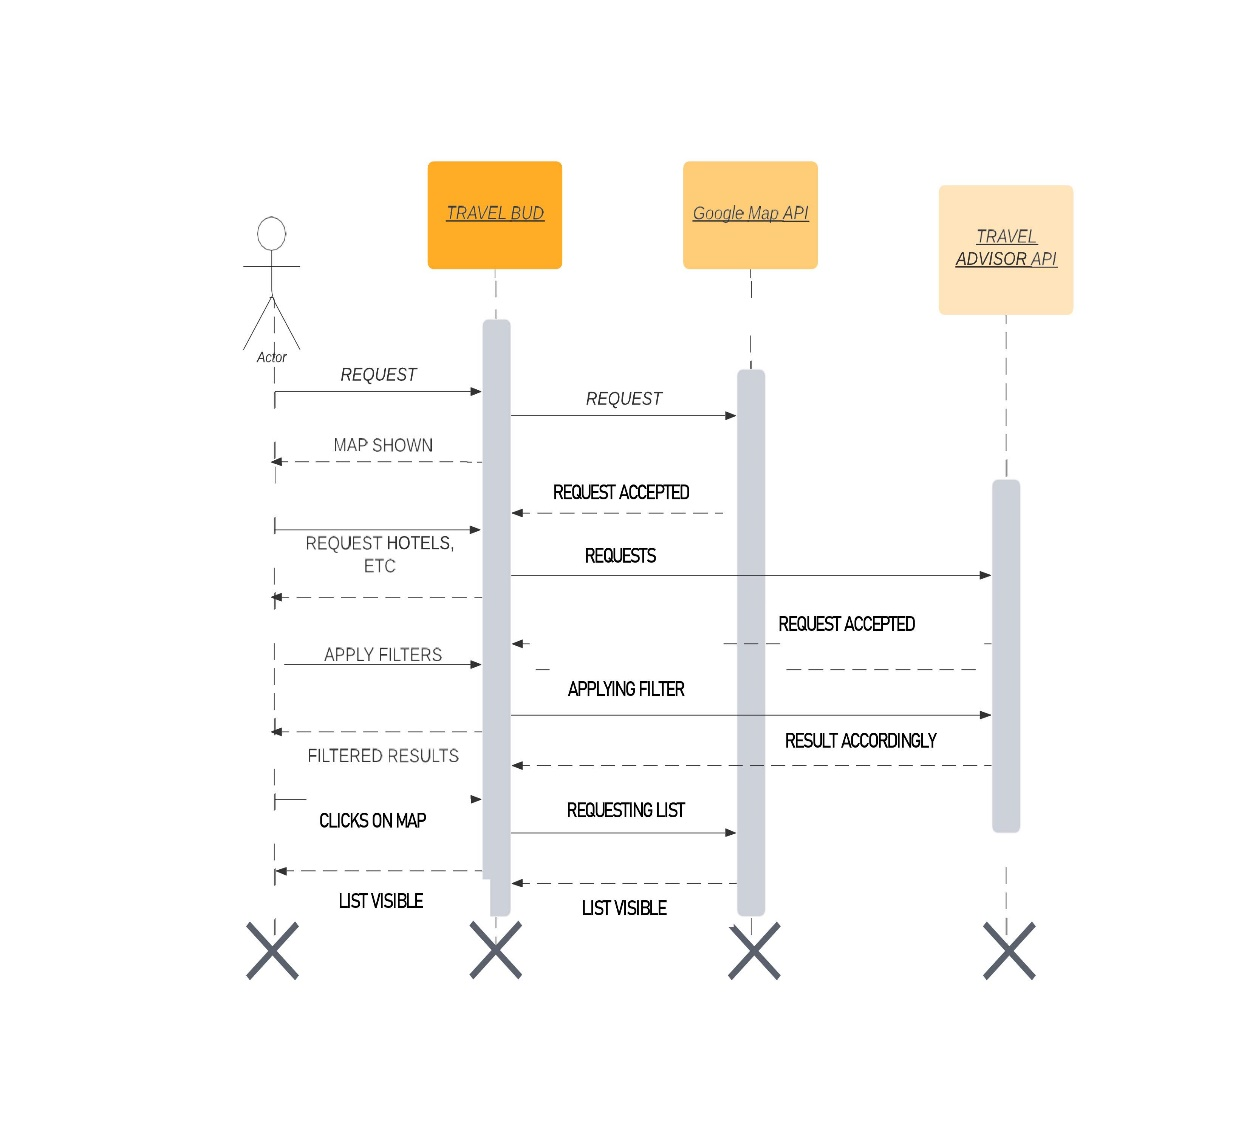 TRAVEL BUD
Google Map API
TRAVEL
ADVISOR API
Actor
REQUEST
REQUEST
MAP SHOWN
REQUEST ACCEPTED
REQUEST HOTELS,
ETC
REQUESTS
REQUEST ACCEPTED
APPLY FILTERS
APPLYING FILTER
RESULT ACCORDINGLY
FILTERED RESULTS
REQUESTING LIST
CLICKS ON MAP
LIST VISIBLE
LIST VISIBLE